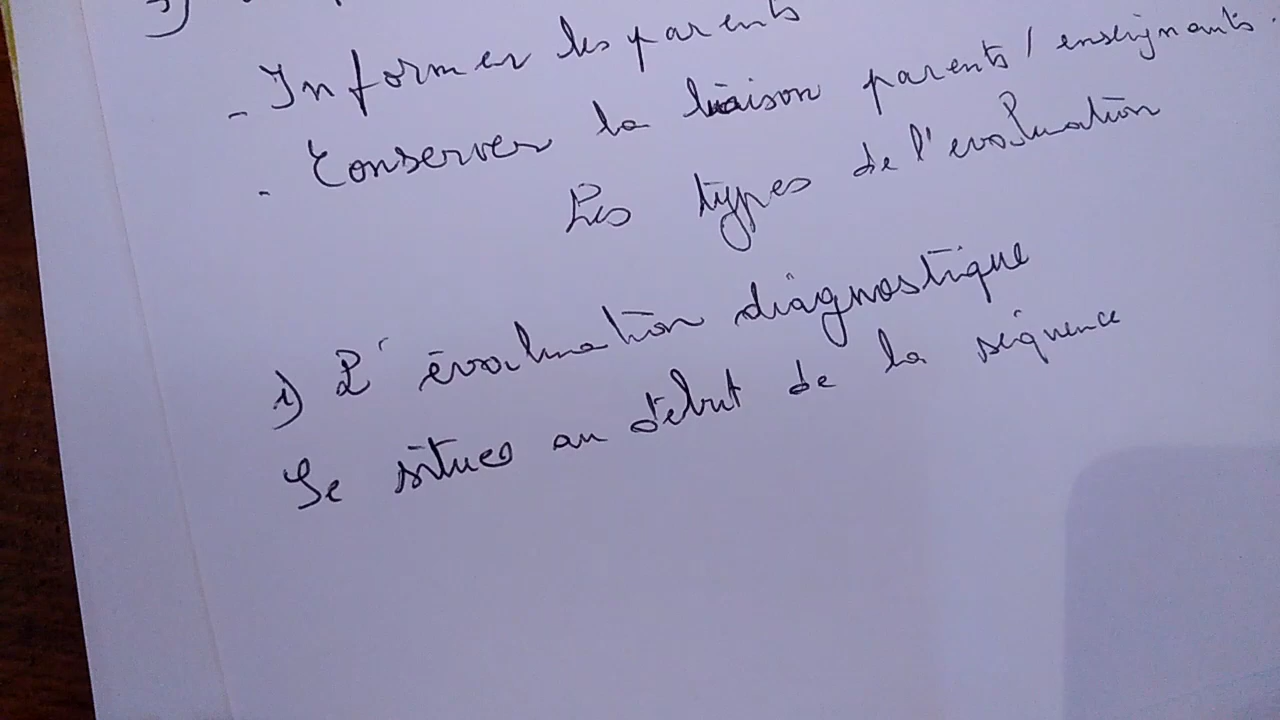 - Informer les parents
- Conserver la liaison parents / enseignants.
Les types de l'évaluation
1) L'évaluation diagnostique
Se situes au début de la séquence